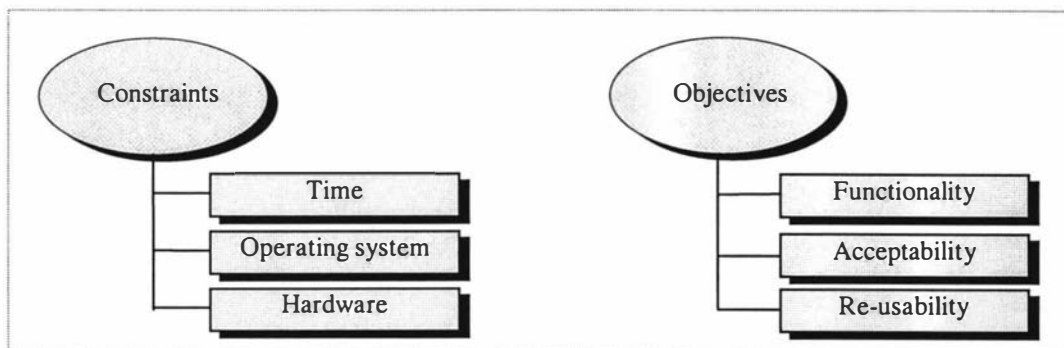 Constraints
Time
Operating system
Hardware
Objectives
Functionality
Acceptability
Re-usability